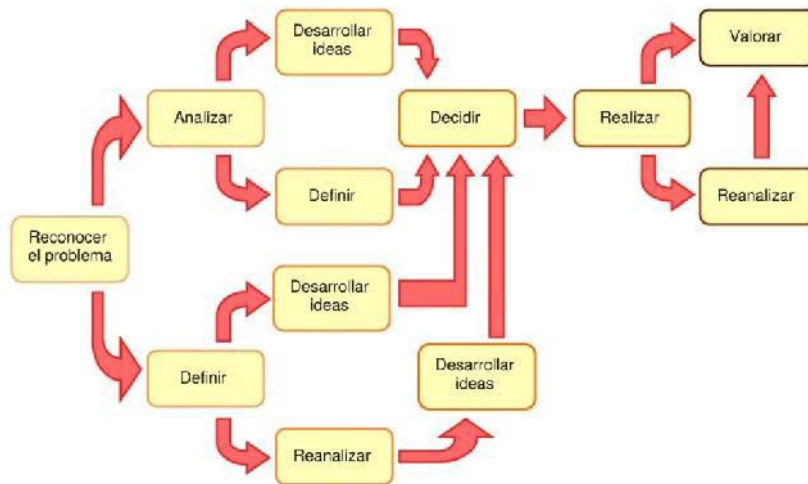 Desarrollar
ideas
Valorar
Analizar
Decidir
Realizar
Definir
Reanalizar
Reconocer
el problema
Desarrollar
ideas
Definir
Desarrollar
ideas
Reanalizar